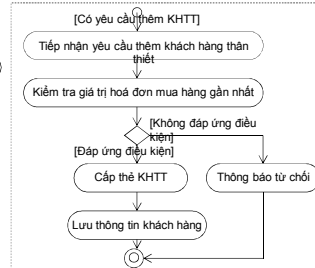 [Có yêu cầu thêm KHTT]
Tiếp nhận yêu cầu thêm khách hàng thân
thiết
Kiểm tra giá trị hoá đơn mua hàng gần nhất
[Không đáp ứng điều
kiện]
[Đáp ứng điều kiện]
Cấp thẻ KHTT
Thông báo từ chối
Lưu thông tin khách hàng